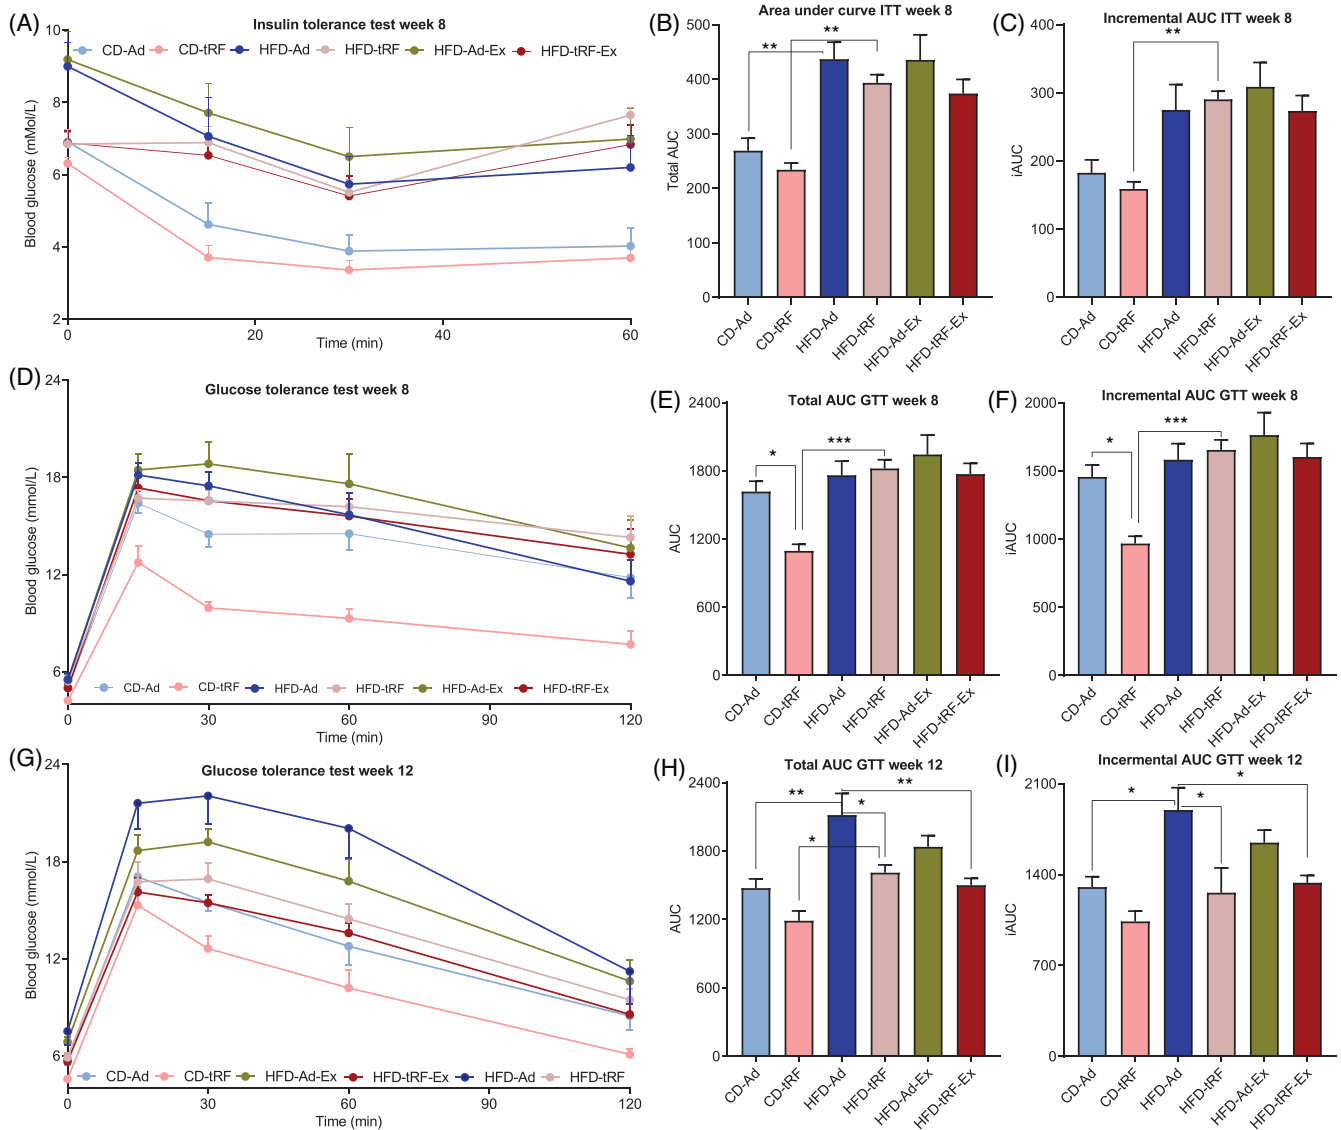 (A)
Insulin tolerance test week 8
CD-Ad CD-tRF HFD-Ad HFD-tRF HFD-Ad-Ex HFD-tRF-Ex
Blood glucose (mMol/L)
10
8
6
4
2
0 20 40 60
Time (min)
(B)
Area under curve ITT week 8
** **
Total AUC
500
400
300
200
100
0
CD-Ad CD-tRF HFD-Ad HFD-tRF HFD-Ad-Ex HFD-tRF-Ex
(C)
Incremental AUC ITT week 8
**
iAUC
400
300
200
100
0
CD-Ad CD-tRF HFD-Ad HFD-tRF HFD-Ad-Ex HFD-tRF-Ex
(D)
Glucose tolerance test week 8
Bloow glucose (mmol/L)
24
18
12
6
CD-Ad CD-tRF HFD-Ad HFD-tRF HFD-Ad-Ex HFD-tRF-Ex
0 30 60 90 120
Time (min)
(E)
Total AUC GTT week 8
* ***
AUC
2400
1800
1200
600
0
CD-Ad CD-tRF HFD-Ad HFD-tRF HFD-Ad-Ex HFD-tRF-Ex
(F)
Incremental AUC GTT week 8
* ***
iAUC
2000
1500
1000
500
0
CD-Ad CD-tRF HFD-Ad HFD-tRF HFD-Ad-Ex HFD-tRF-Ex
(G)
Glucose tolerance test week 12
Blood glucose (mmol/L)
24
18
12
6
CD-Ad CD-tRF HFD-Ad-Ex HFD-tRF-Ex HFD-Ad HFD-tRF
0 30 60 90 120
Time (min)
(H)
Total AUC GTT week 12
** **
*
*
AUC
2400
1800
1200
600
0
CD-Ad CD-tRF HFD-Ad HFD-tRF HFD-Ad-Ex HFD-tRF-Ex
(I)
Incermental AUC GTT week 12
*
* *
iAUC
2100
1400
700
0
CD-Ad CD-tRF HFD-Ad HFD-tRF HFD-Ad-Ex HFD-tRF-Ex